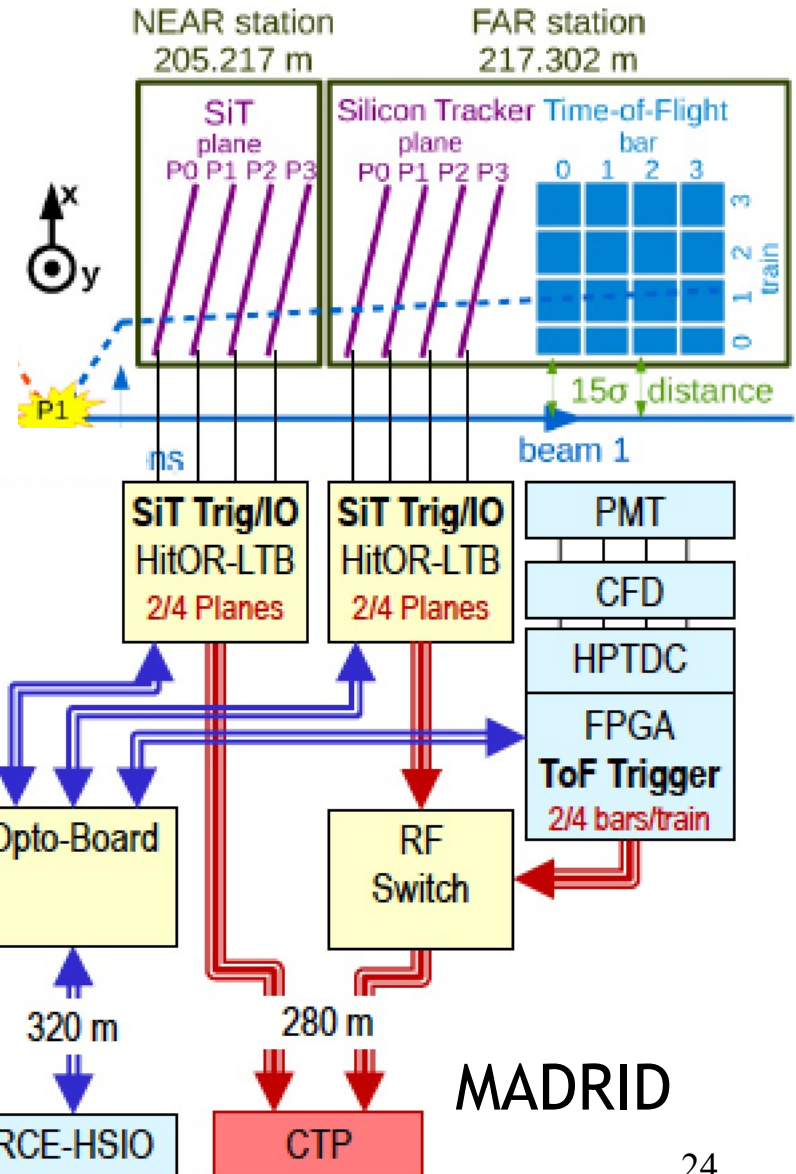 NEAR station
205.217 m
FAR station
217.302 m
SiT
plane
P0 P1 P2 P3
Silicon Tracker
plane
P0 P1 P2 P3
Time-of-Flight
bar
0 1 2 3
3
2
1
0
train
x
y
P1
15σ distance
ns
beam 1
SiT Trig/IO
HitOR-LTB
2/4 Planes
SiT Trig/IO
HitOR-LTB
2/4 Planes
PMT
CFD
HPTDC
FPGA
ToF Trigger
2/4 bars/train
Opto-Board
RF
Switch
320 m
280 m
MADRID
RCE-HSIO
CTP
24